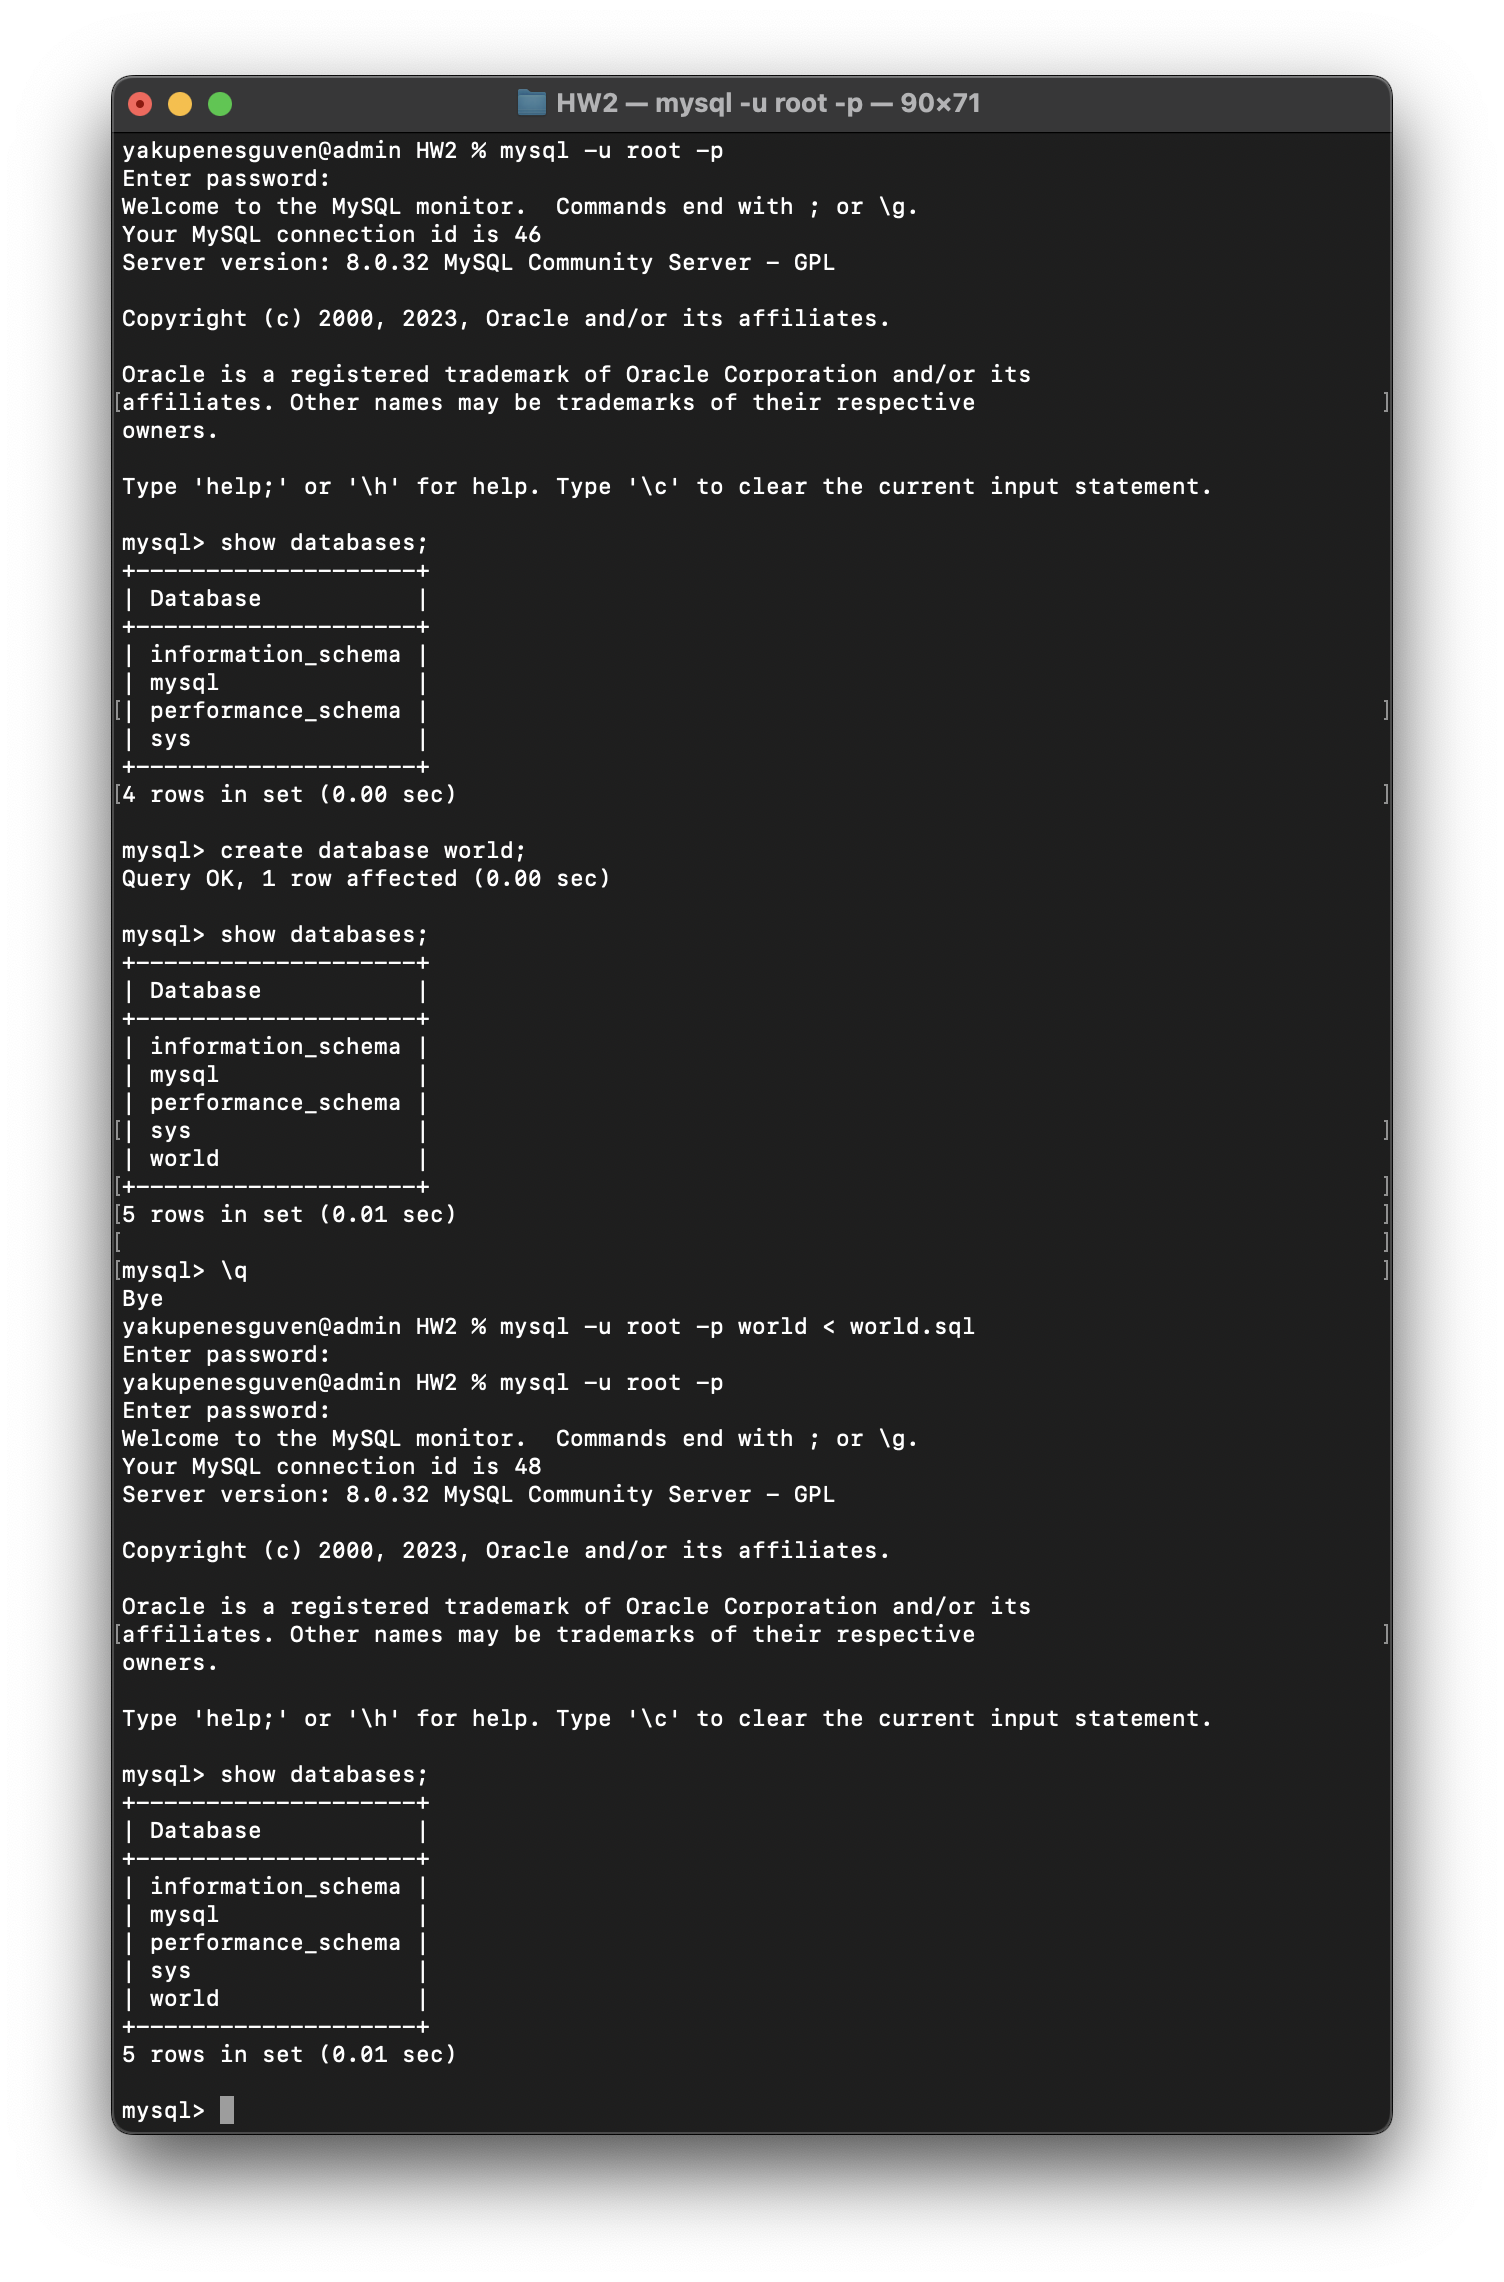 HW2 — mysql -u root -p — 90×71
yakupenesguven@admin HW2 % mysql -u root -p
Enter password:
Welcome to the MySQL monitor.  Commands end with ; or \g.
Your MySQL connection id is 46
Server version: 8.0.32 MySQL Community Server - GPL
Copyright (c) 2000, 2023, Oracle and/or its affiliates.
Oracle is a registered trademark of Oracle Corporation and/or its
[affiliates. Other names may be trademarks of their respective ]
owners.
Type 'help;' or '\h' for help. Type '\c' to clear the current input statement.
mysql> show databases;
+--------------------+
| Database           |
+--------------------+
| information_schema |
| mysql              |
[| performance_schema | ]
| sys                |
+--------------------+
[4 rows in set (0.00 sec) ]
mysql> create database world;
Query OK, 1 row affected (0.00 sec)
mysql> show databases;
+--------------------+
| Database           |
+--------------------+
| information_schema |
| mysql              |
| performance_schema |
[| sys                | ]
| world              |
[+--------------------+ ]
[5 rows in set (0.01 sec) ]
[ ]
[mysql> \q ]
Bye
yakupenesguven@admin HW2 % mysql -u root -p world < world.sql
Enter password:
yakupenesguven@admin HW2 % mysql -u root -p
Enter password:
Welcome to the MySQL monitor.  Commands end with ; or \g.
Your MySQL connection id is 48
Server version: 8.0.32 MySQL Community Server - GPL
Copyright (c) 2000, 2023, Oracle and/or its affiliates.
Oracle is a registered trademark of Oracle Corporation and/or its
[affiliates. Other names may be trademarks of their respective ]
owners.
Type 'help;' or '\h' for help. Type '\c' to clear the current input statement.
mysql> show databases;
+--------------------+
| Database           |
+--------------------+
| information_schema |
| mysql              |
| performance_schema |
| sys                |
| world              |
+--------------------+
5 rows in set (0.01 sec)
mysql>